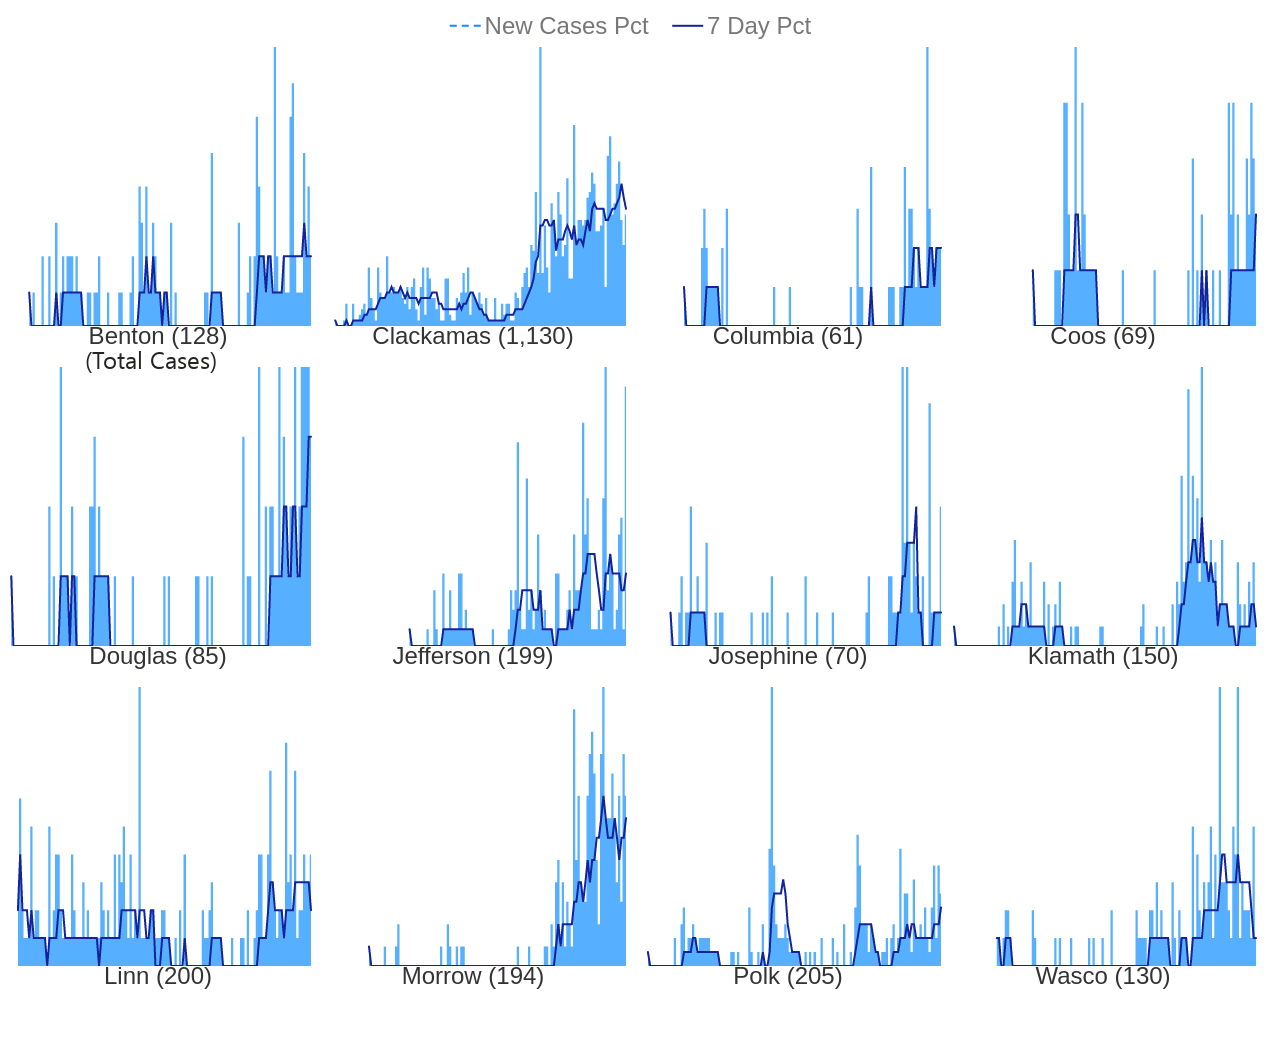 New Cases Pct 7 Day Pct
Benton (128) Clackamas (1,130) Columbia (61) Coos (69)
(Total Cases)
Douglas (85) Jefferson (199) Josephine (70) Klamath (150)
Linn (200) Morrow (194) Polk (205) Wasco (130)